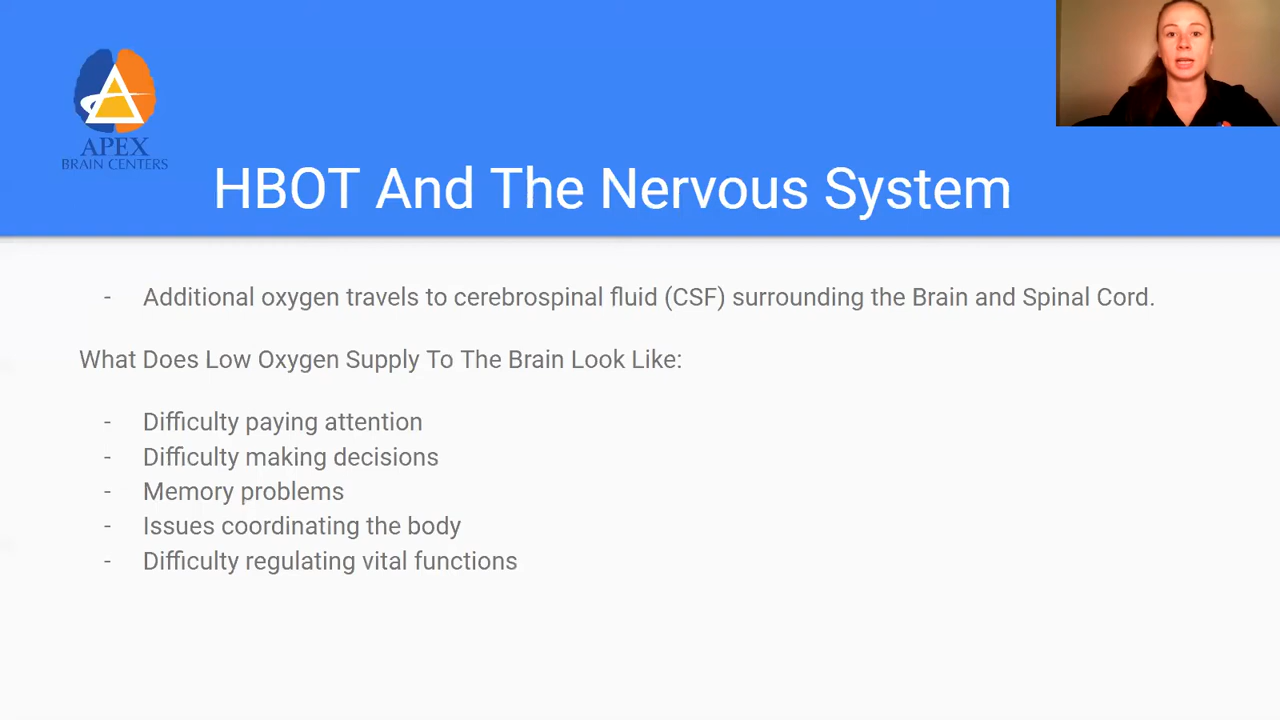 APEX
BRAIN CENTERS
HBOT And The Nervous System
- Additional oxygen travels to cerebrospinal fluid (CSF) surrounding the Brain and Spinal Cord.
What Does Low Oxygen Supply To The Brain Look Like:
- Difficulty paying attention
- Difficulty making decisions
- Memory problems
- Issues coordinating the body
- Difficulty regulating vital functions